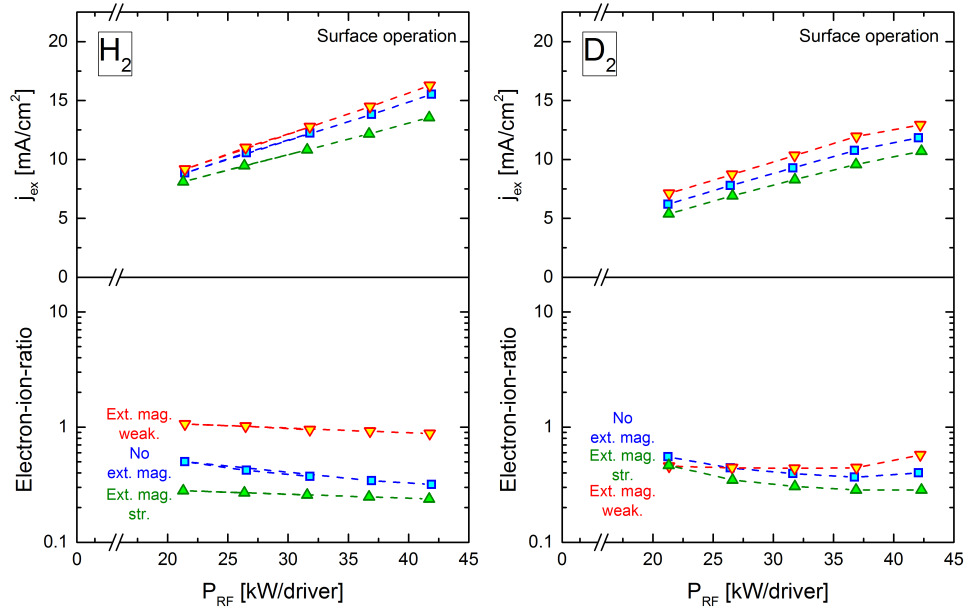 H2
Surface operation
20
15
10
5
0
jex [mA/cm²]
10
1
0.1
Electron-ion-ratio
Ext. mag.
weak.
No
ext. mag.
Ext. mag.
str.
20 25 30 35 40 45
PRF [kW/driver]
D2
Surface operation
20
15
10
5
0
jex [mA/cm²]
10
1
0.1
Electron-ion-ratio
No
ext. mag.
Ext. mag.
str.
Ext. mag.
weak.
20 25 30 35 40 45
PRF [kW/driver]